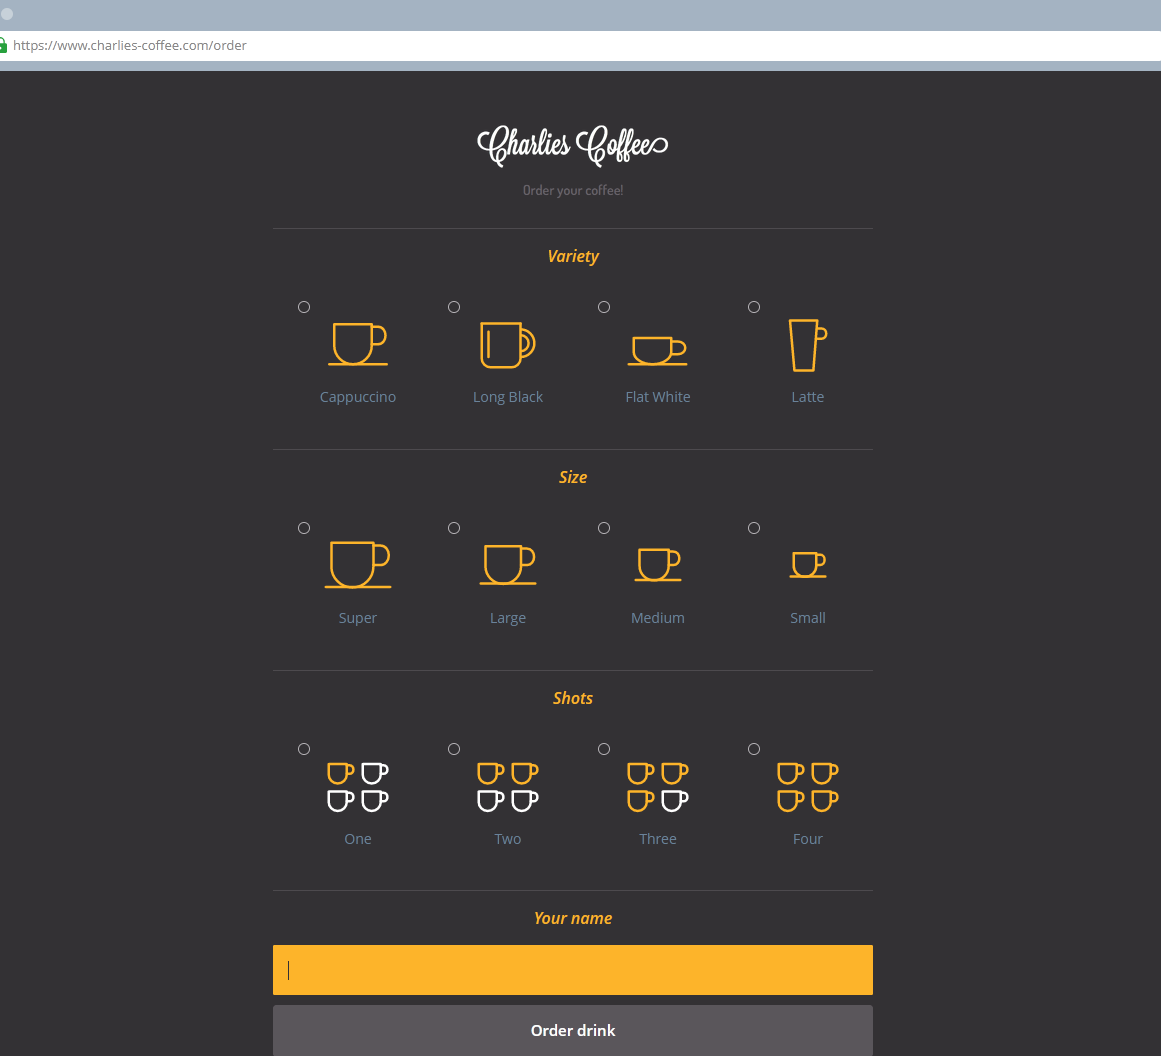 https://www.charlies-coffee.com/order
Charlies Coffee
Order your coffee!
Variety
Cappuccino Long Black Flat White Latte
Size
Super Large Medium Small
Shots
One Two Three Four
Your name
Order drink